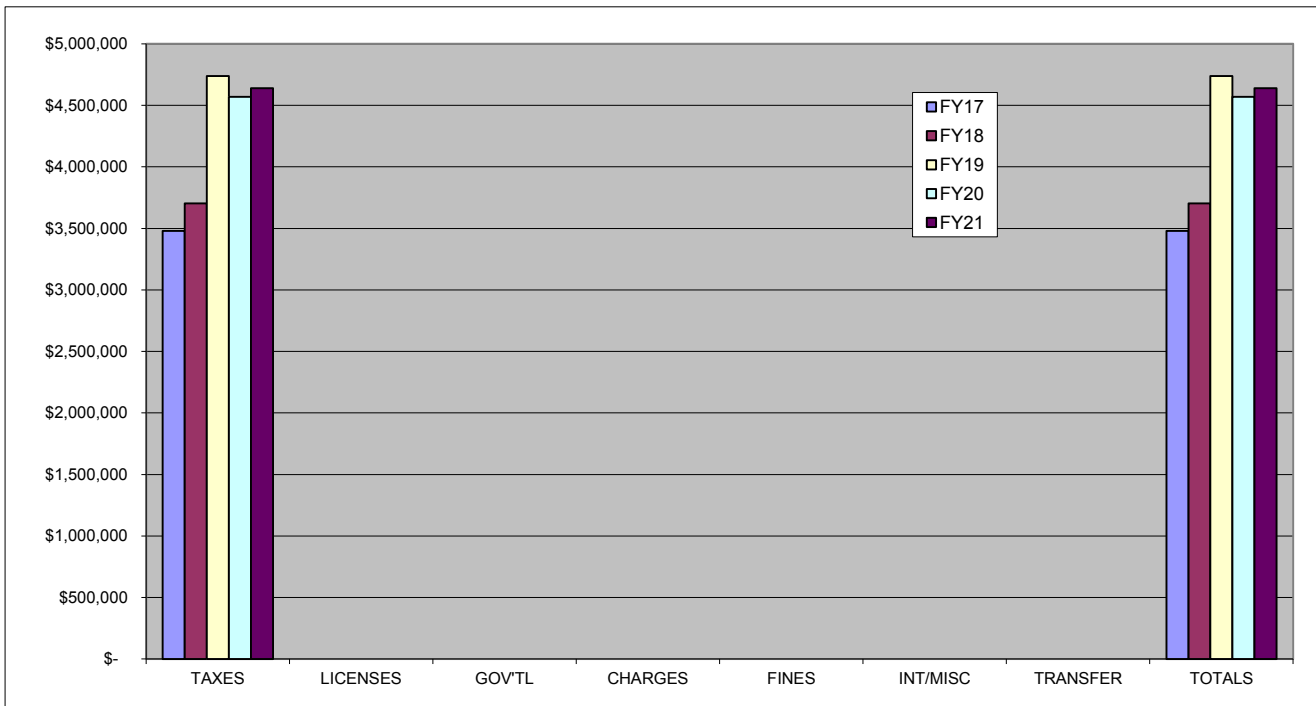 $5,000,000
$4,500,000
$4,000,000
$3,500,000
$3,000,000
$2,500,000
$2,000,000
$1,500,000
$1,000,000
$500,000
$-
FY17
FY18
FY19
FY20
FY21
TAXES LICENSES GOV'TL CHARGES FINES INT/MISC TRANSFER TOTALS